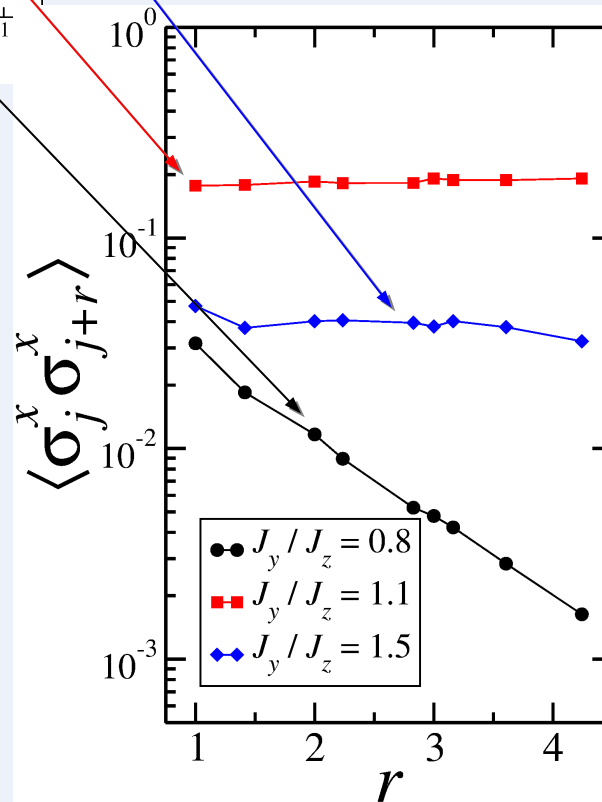 1
10^0
10^-1
10^-2
10^-3
⟨σ_j^x σ_{j+r}^x⟩
J_y / J_z = 0.8
J_y / J_z = 1.1
J_y / J_z = 1.5
1 2 3 4
r